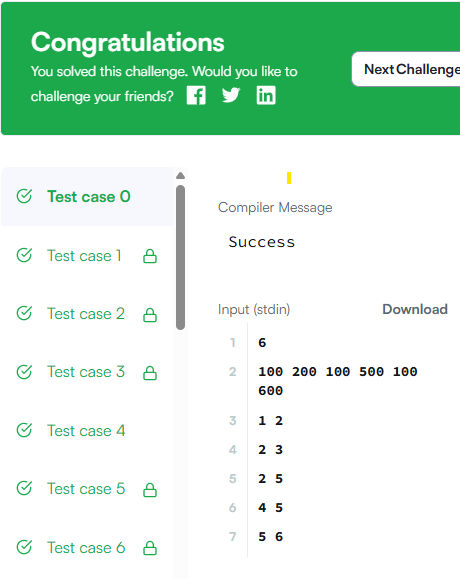 Congratulations
You solved this challenge. Would you like to
challenge your friends?
Next Challenge
Test case 0
Test case 1
Test case 2
Test case 3
Test case 4
Test case 5
Test case 6
Compiler Message
Success
Input (stdin)
Download
1 6
2 100 200 100 500 100
600
3 1 2
4 2 3
5 2 5
6 4 5
7 5 6